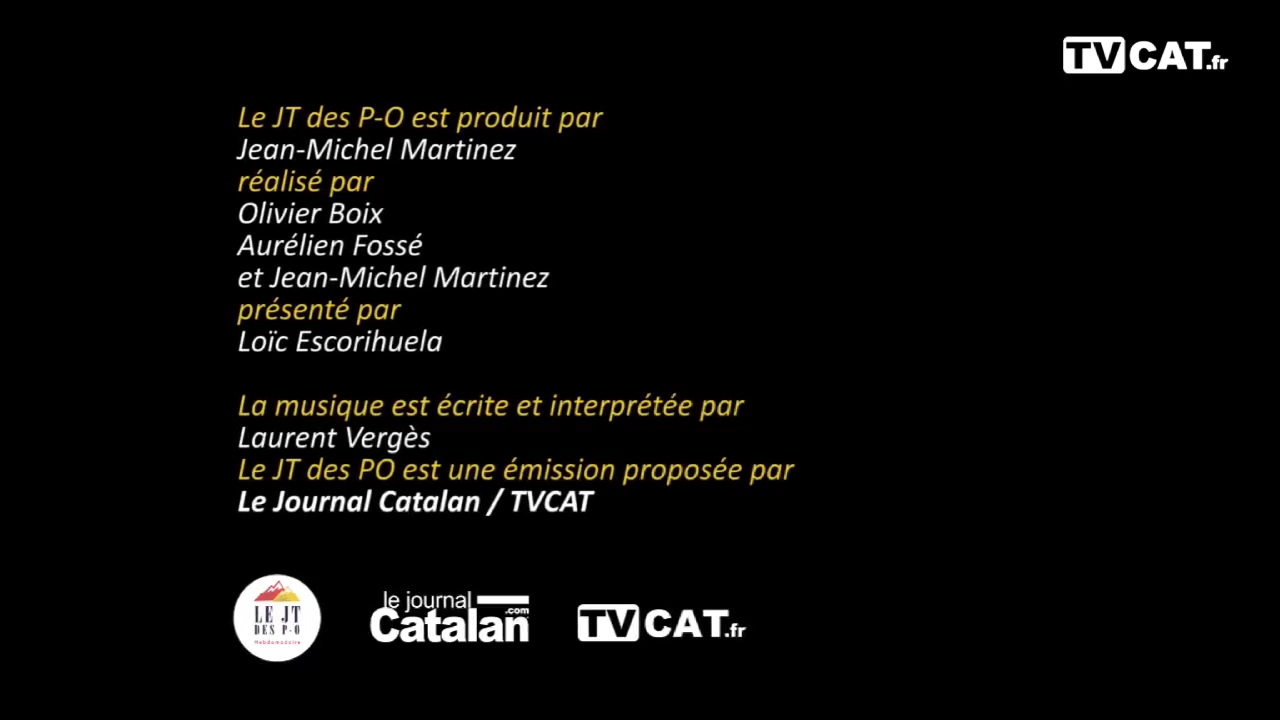 TVCAT.fr
Le JT des P-O est produit par
Jean-Michel Martinez
réalisé par
Olivier Boix
Aurélien Fossé
et Jean-Michel Martinez
présenté par
Loïc Escorihuela
La musique est écrite et interprétée par
Laurent Vergès
Le JT des PO est une émission proposée par
Le Journal Catalan / TVCAT
LE JT
DES P-O
Hebdomadaire
le journal
.com
Catalan
TVCAT.fr